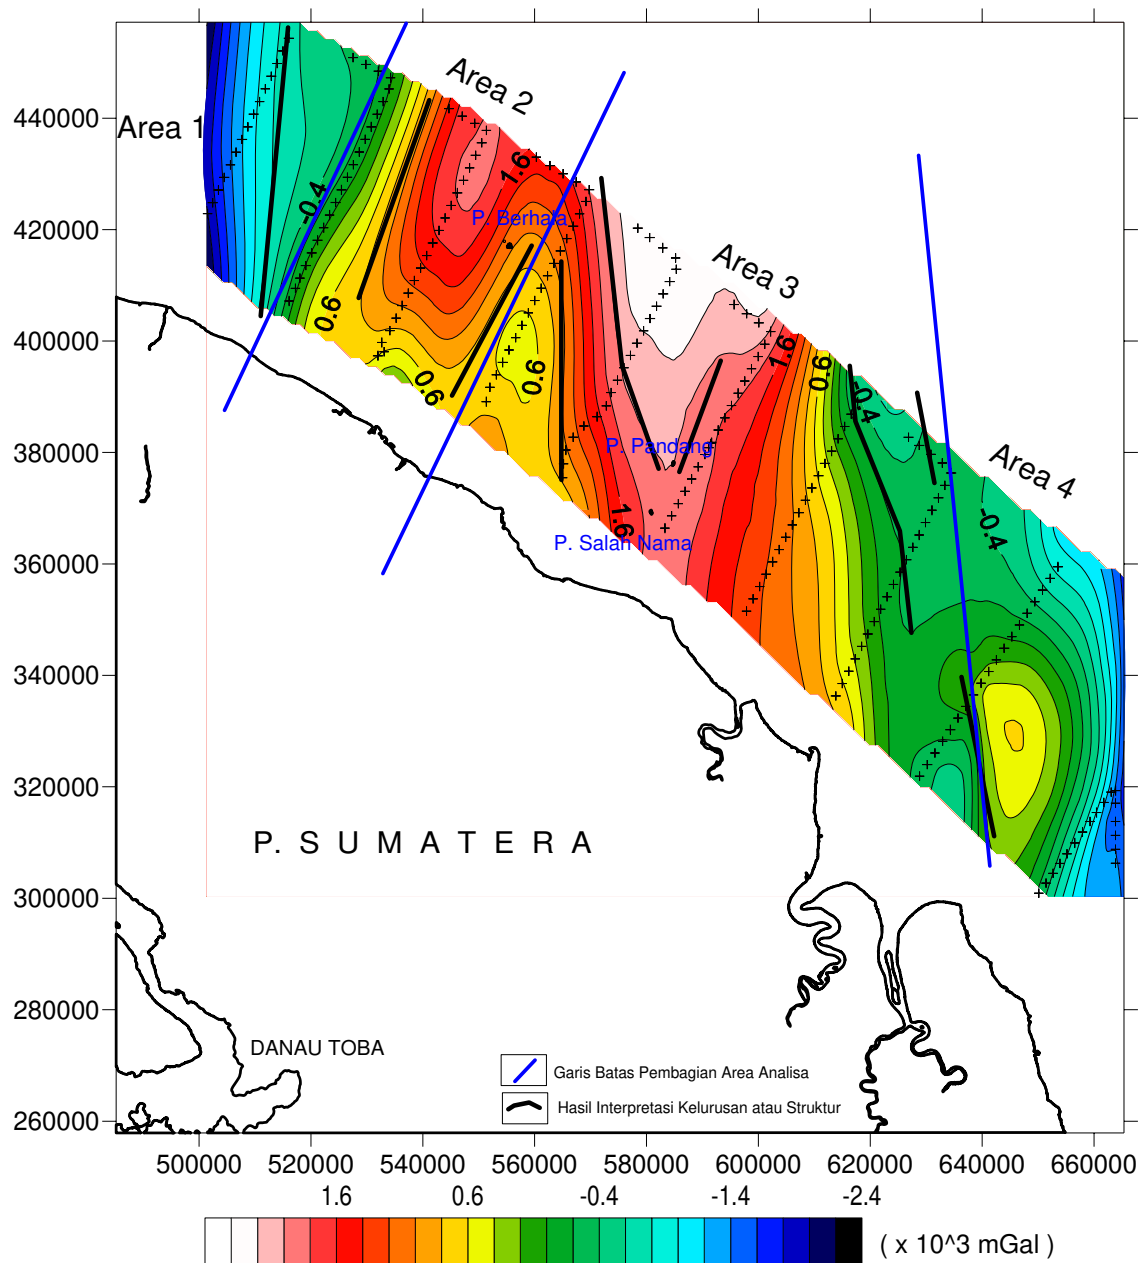 Area 2
440000
Area 1
1.6
-0.4
420000
P. Berhala
Area 3
0.6
400000
1.6
0.6
0.6
0.6
-0.4
380000
P. Pandang
Area 4
1.6
-0.4
360000
P. Salah Nama
340000
320000
P. S U M A T E R A
300000
280000
DANAU TOBA
Garis Batas Pembagian Area Analisa
Hasil Interpretasi Kelurusan atau Struktur
260000
500000 520000 540000 560000 580000 600000 620000 640000 660000
1.6 0.6 -0.4 -1.4 -2.4
( x 10^3 mGal )